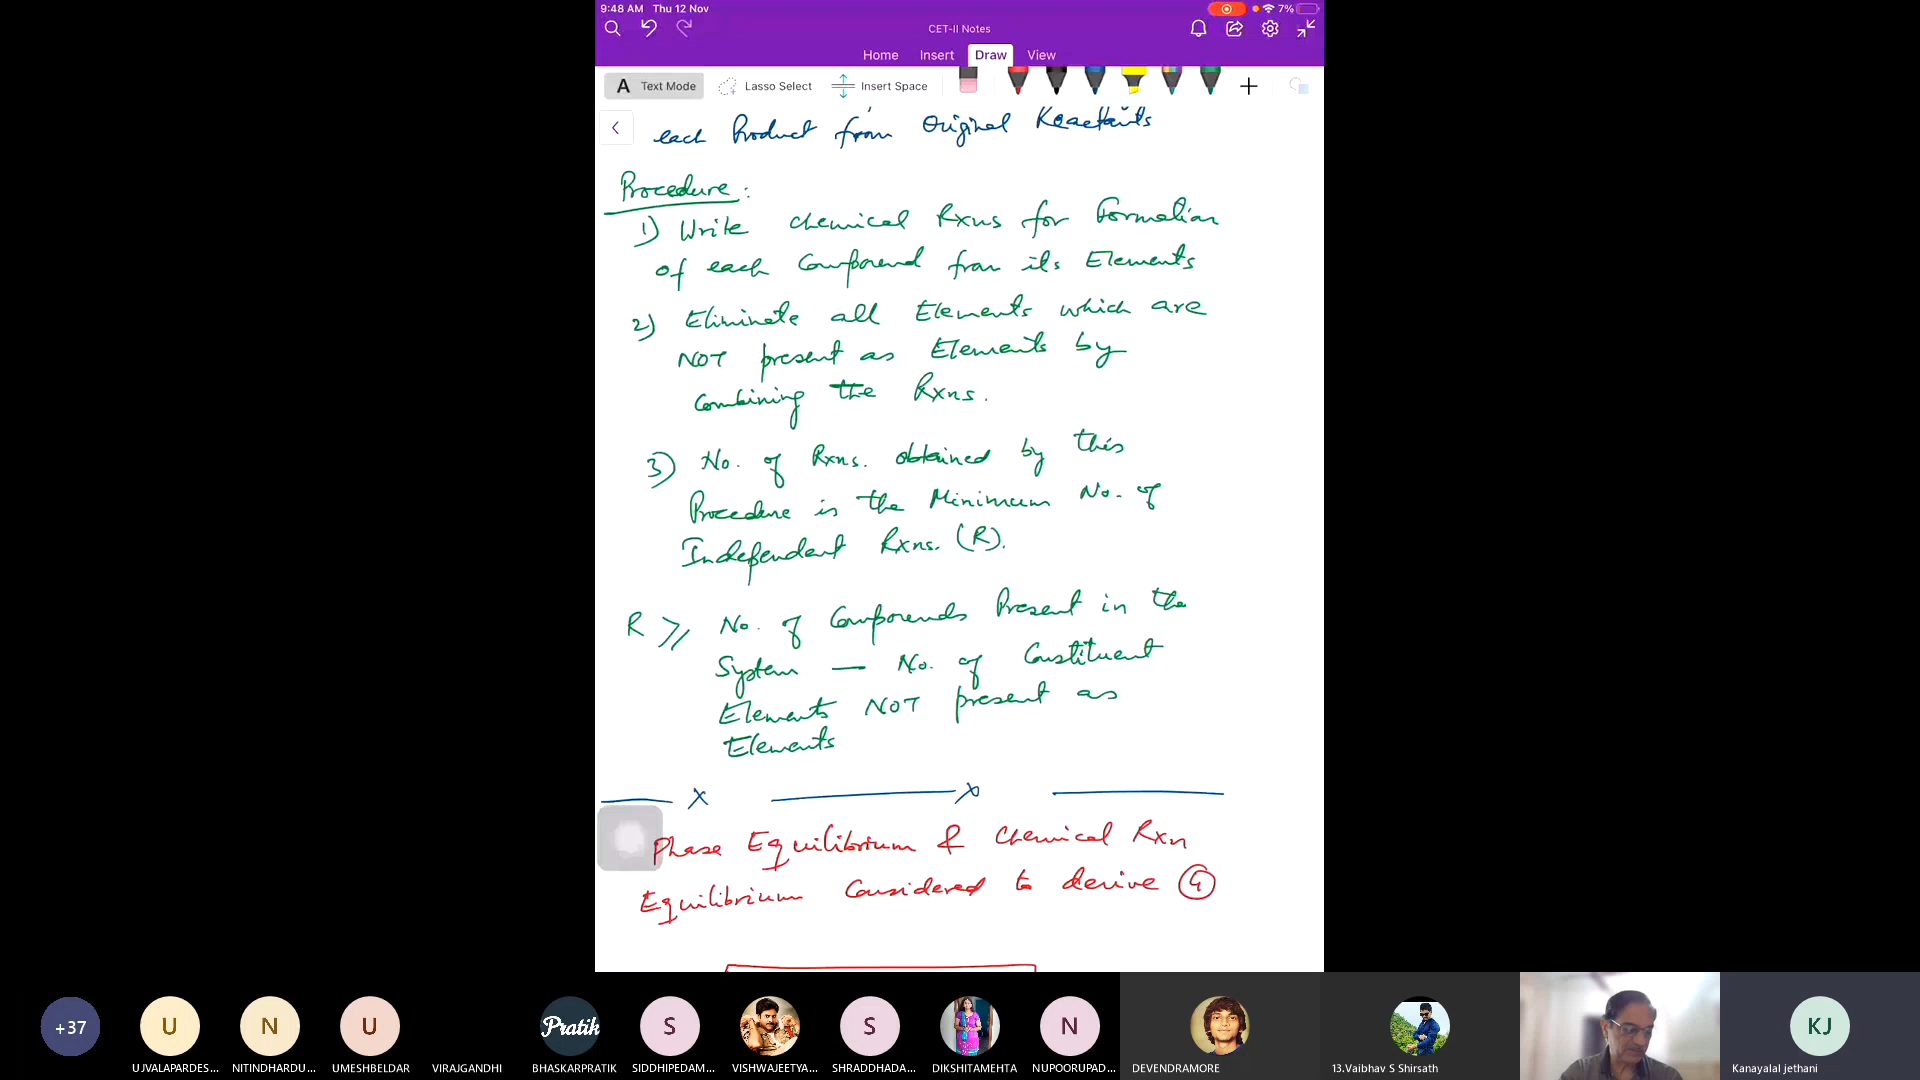 9:48 AM Thu 12 Nov
7%
CET-II Notes
Home Insert Draw View
A Text Mode Lasso Select Insert Space
each Product from Original Reactants
Procedure:
1) Write chemical Rxns for Formation
of each Compound from its Elements
2) Eliminate all Elements which are
NOT present as Elements by
Combining the Rxns.
3) No. of Rxns. obtained by this
Procedure is the Minimum No. of
Independent Rxns. (R).
R ⩾ No. of Compounds Present in the
System — No. of Constituent
Elements NOT present as
Elements
x x
Phase Equilibrium & Chemical Rxn
Equilibrium Considered to derive G
+37 U N U Pratik S S N KJ
UJVALAPARDES... NITINDHARDU... UMESHBELDAR VIRAJGANDHI BHASKARPRATIK SIDDHIPEDAM... VISHWAJEETYA... SHRADDHADA... DIKSHITAMEHTA NUPOORUPAD... DEVENDRAMORE 13.Vaibhav S Shirsath Kanayalal jethani